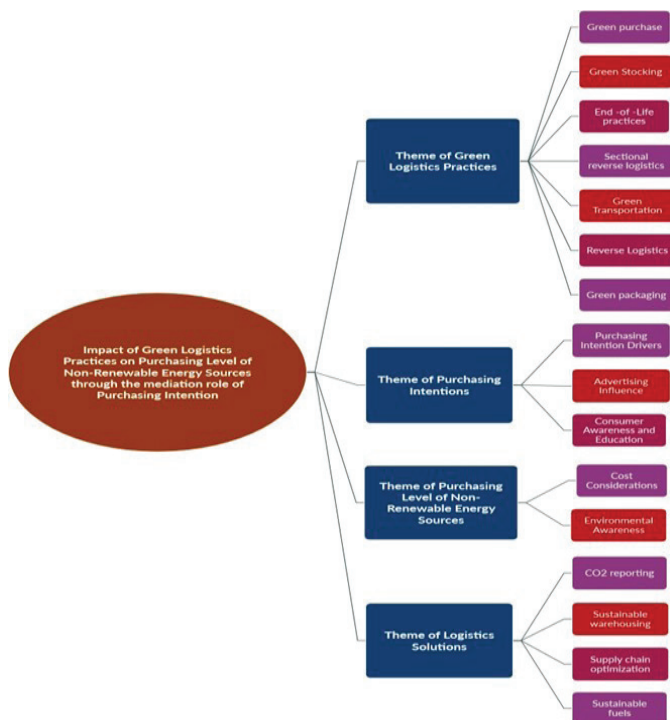 Green purchase
Green Stocking
End -of -Life
practices
Theme of Green
Logistics Practices
Sectional
reverse logistics
Green
Transportation
Reverse Logistics
Green packaging
Impact of Green Logistics
Practices on Purchasing Level of
Non-Renewable Energy Sources
through the mediation role of
Purchasing Intention
Theme of Purchasing
Intentions
Purchasing
Intention Drivers
Advertising
Influence
Consumer
Awareness and
Education
Theme of Purchasing
Level of Non-
Renewable Energy
Sources
Cost
Considerations
Environmental
Awareness
Theme of Logistics
Solutions
CO2 reporting
Sustainable
warehousing
Supply chain
optimization
Sustainable
fuels